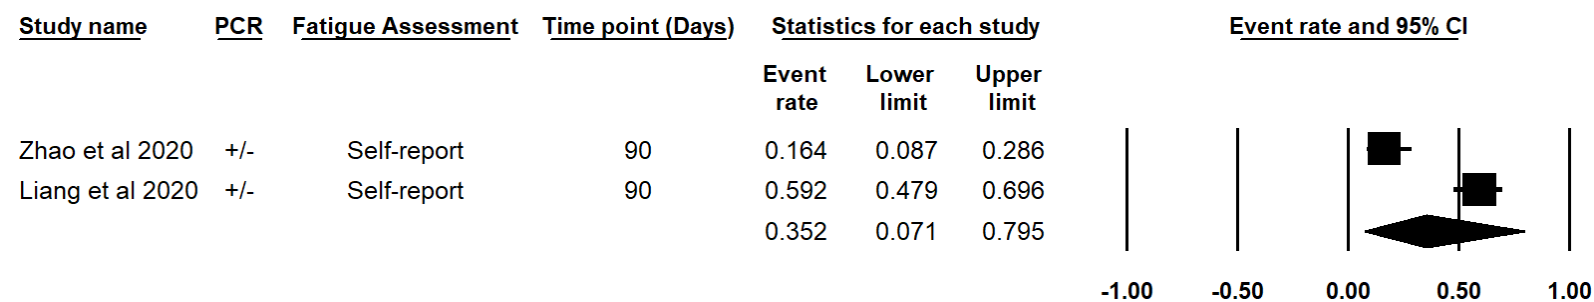 Study name PCR Fatigue Assessment Time point (Days) Statistics for each study Event rate and 95% CI
Event Lower Upper
rate limit limit
Zhao et al 2020 +/- Self-report 90 0.164 0.087 0.286
Liang et al 2020 +/- Self-report 90 0.592 0.479 0.696
0.352 0.071 0.795
-1.00 -0.50 0.00 0.50 1.00